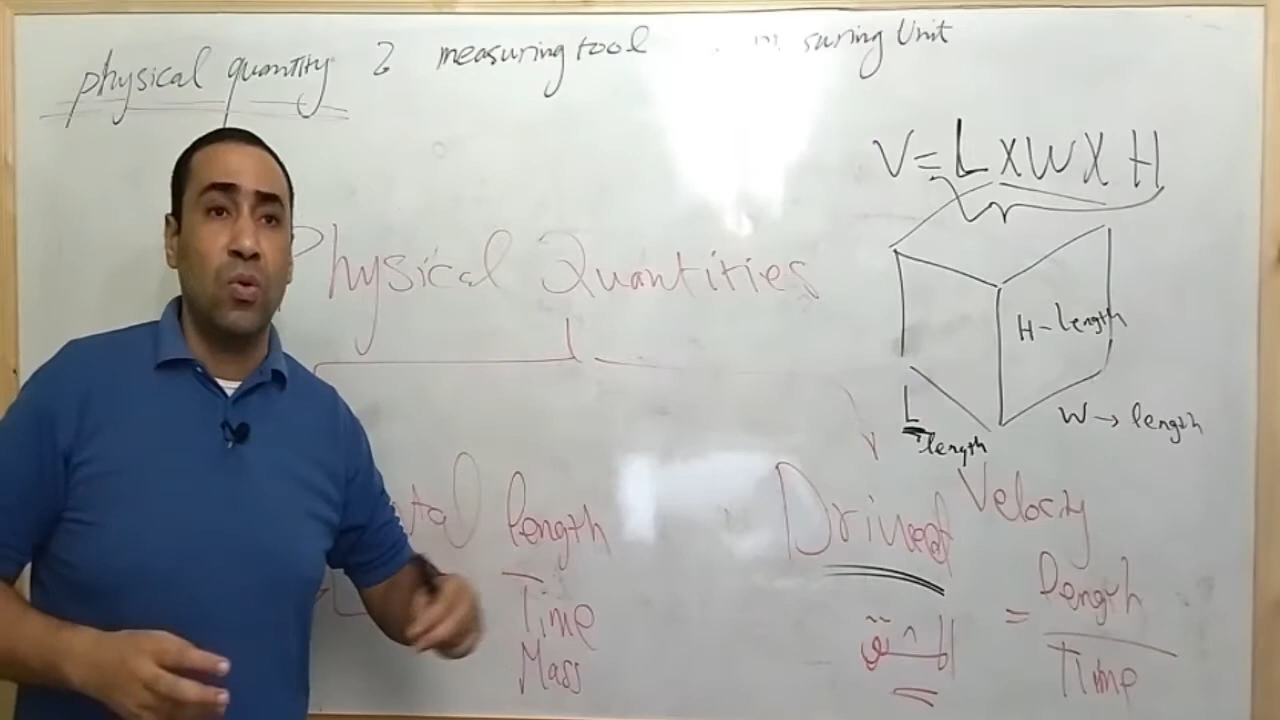 physical quantity : measuring tool suring Unit
V = L X W X H
Physical Quantities
H - Length
L
length
W → length
tal length
Time
Mass
Drived
المشتق
Velocity
= length
Time